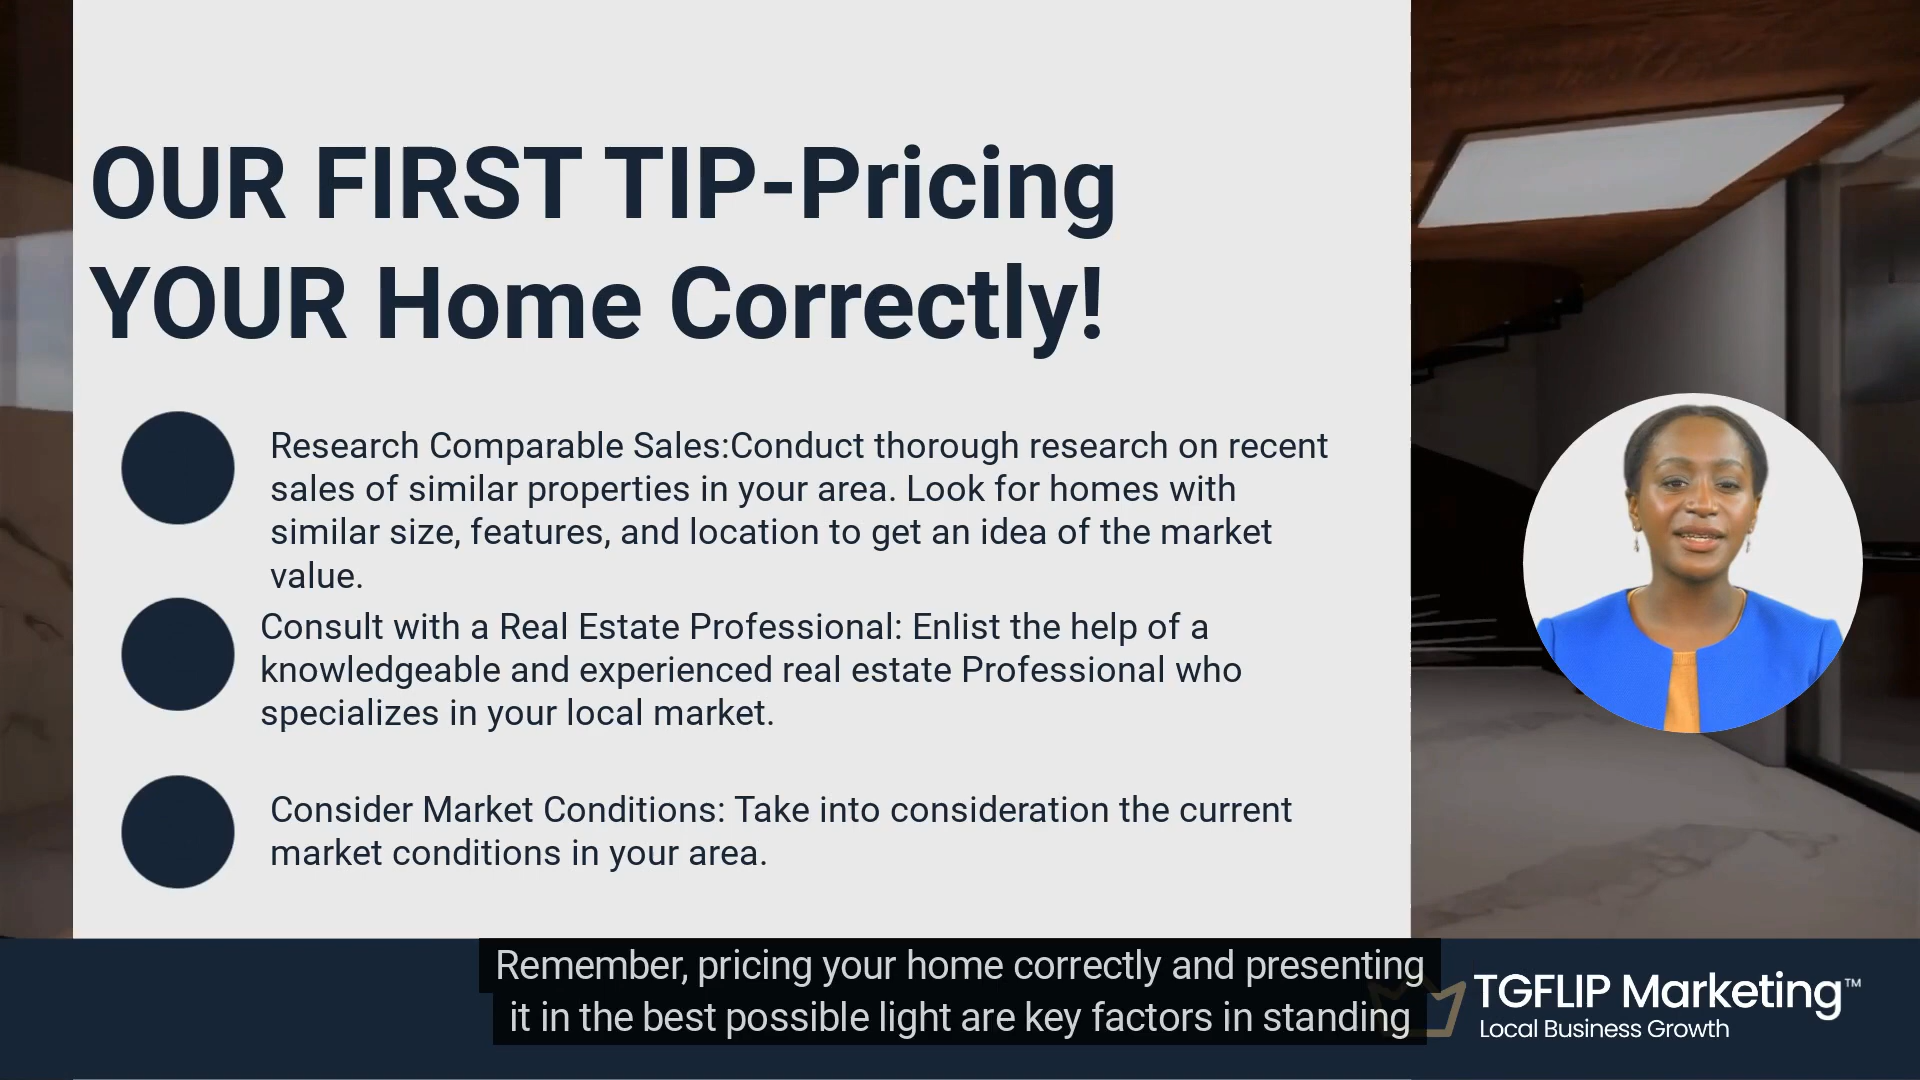 OUR FIRST TIP-Pricing
YOUR Home Correctly!
Research Comparable Sales:Conduct thorough research on recent
sales of similar properties in your area. Look for homes with
similar size, features, and location to get an idea of the market
value.
Consult with a Real Estate Professional: Enlist the help of a
knowledgeable and experienced real estate Professional who
specializes in your local market.
Consider Market Conditions: Take into consideration the current
market conditions in your area.
Remember, pricing your home correctly and presenting
it in the best possible light are key factors in standing
TGFLIP Marketing™
Local Business Growth